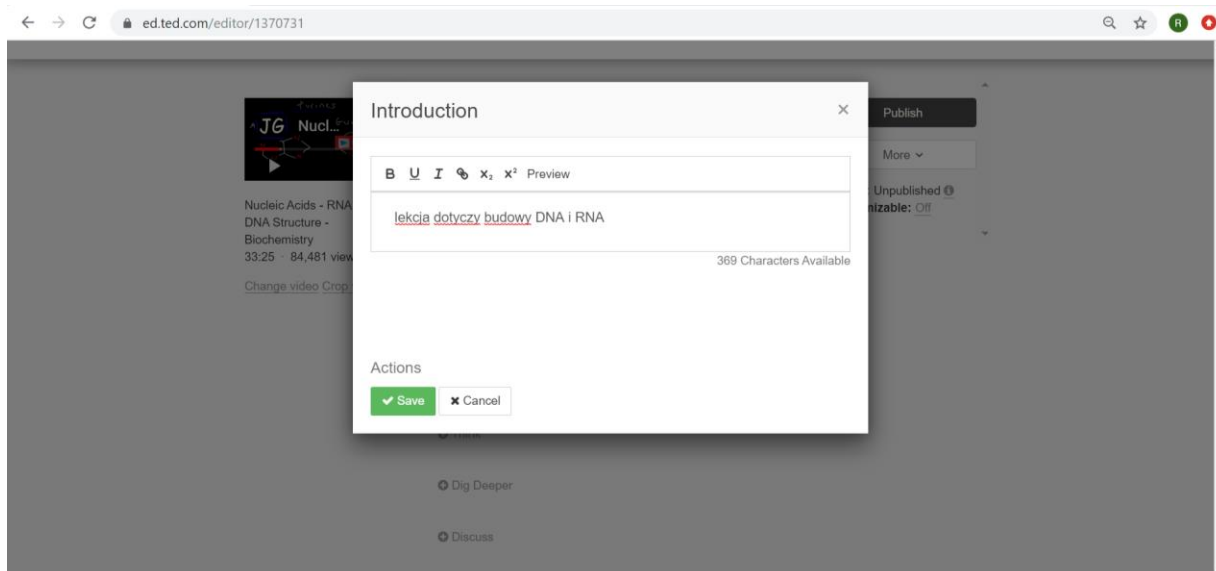 ed.ted.com/editor/1370731
R
JG Nucl...
Introduction
×
Publish
More
B U I X₂ X² Preview
Unpublished
nizable: Off
Nucleic Acids - RNA
DNA Structure -
Biochemistry
33:25 · 84,481 view
Change video Crop
lekcja dotyczy budowy DNA i RNA
369 Characters Available
Actions
Save
Cancel
Think
Dig Deeper
Discuss